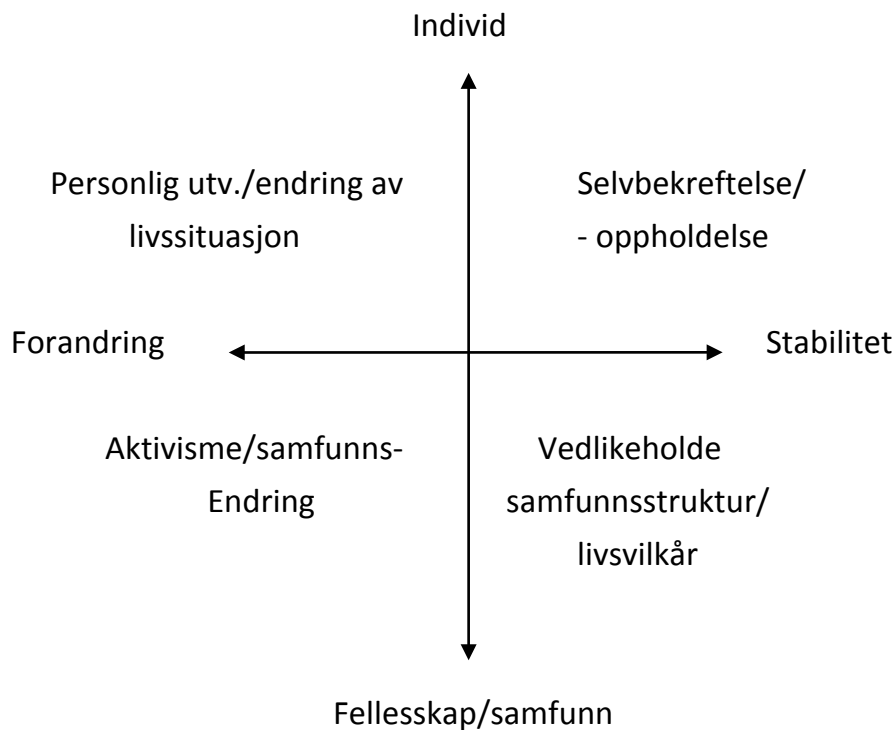 Individ
Personlig utv./endring av
livssituasjon
Selvbekreftelse/
- oppholdelse
Forandring
Stabilitet
Aktivisme/samfunns-
Endring
Vedlikeholde
samfunnsstruktur/
livsvilkår
Fellesskap/samfunn